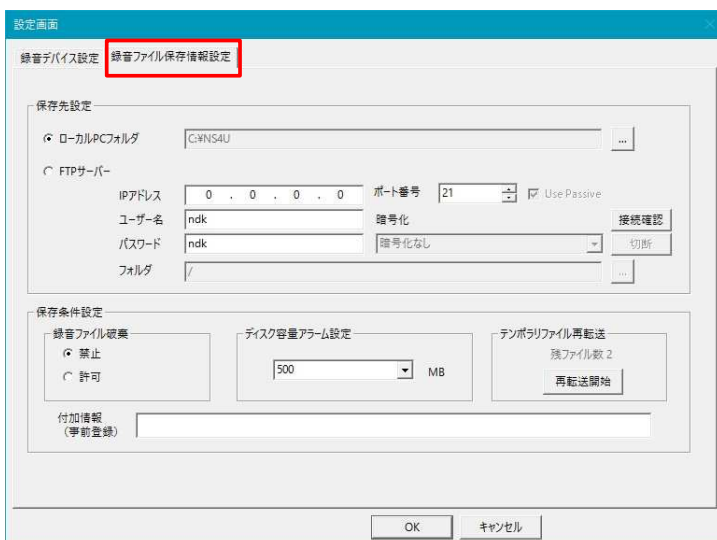 設定画面
録音デバイス設定 録音ファイル保存情報設定
保存先設定
ローカルPCフォルダ C:¥NS4U ...
FTPサーバー
IPアドレス 0 . 0 . 0 . 0 ポート番号 21 Use Passive
ユーザー名 ndk 暗号化 接続確認
パスワード ndk 暗号化なし 切断
フォルダ / ...
保存条件設定
録音ファイル破棄 ディスク容量アラーム設定 テンポラリファイル再転送
禁止 残ファイル数 2
500 MB
許可 再転送開始
付加情報
(事前登録)
OK キャンセル